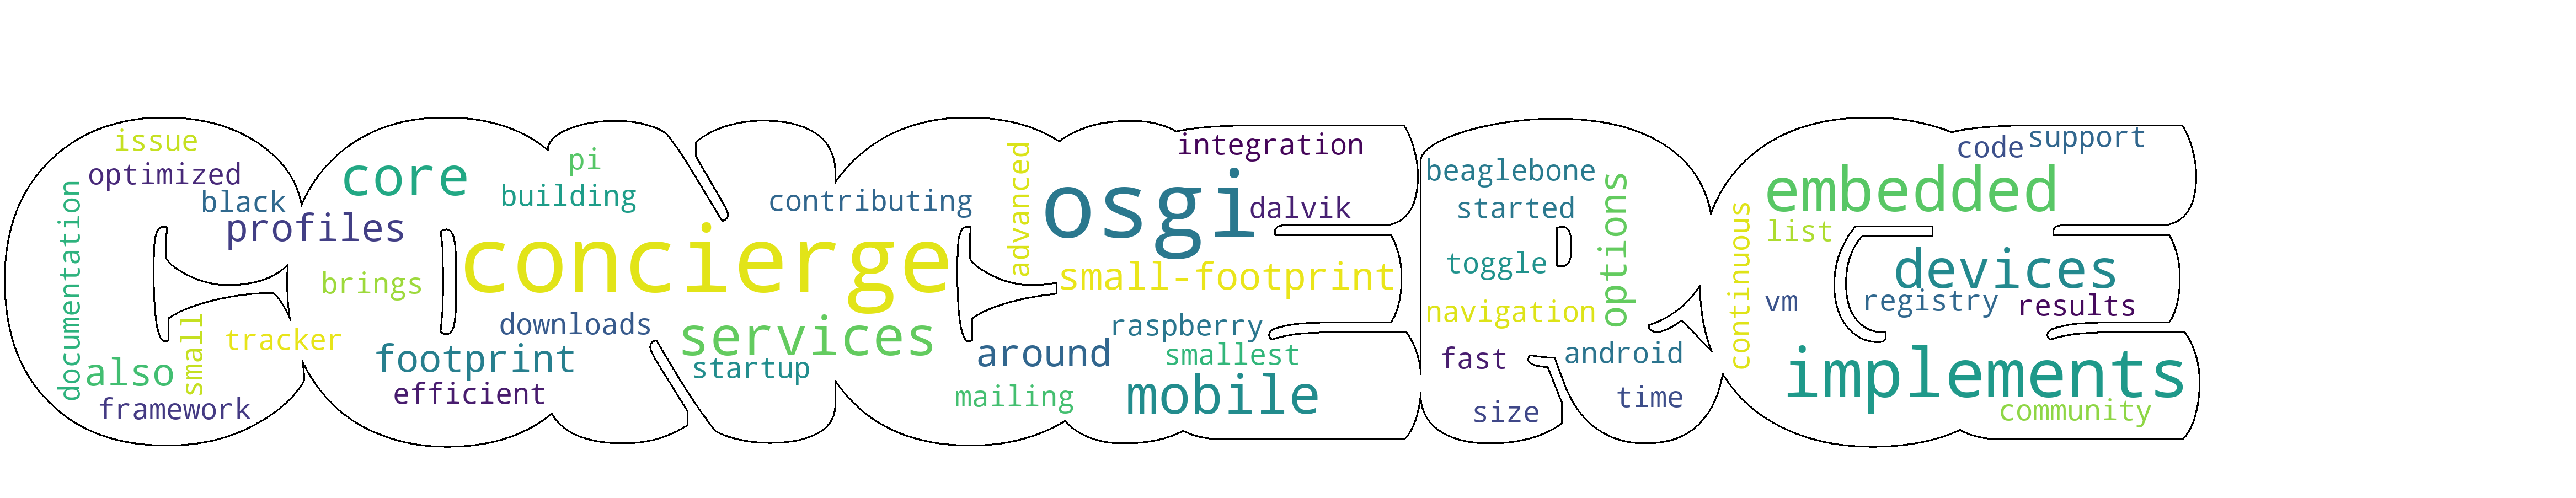 issue
optimized
black
profiles
documentation
small
tracker
also
framework
core
pi
building
brings
concierge
downloads
footprint
efficient
services
startup
contributing
advanced
osgi
integration
dalvik
small-footprint
raspberry
around
smallest
mailing
mobile
beaglebone
started
options
toggle
navigation
fast
android
size
time
continuous
code
support
embedded
list
devices
vm
registry
results
implements
community